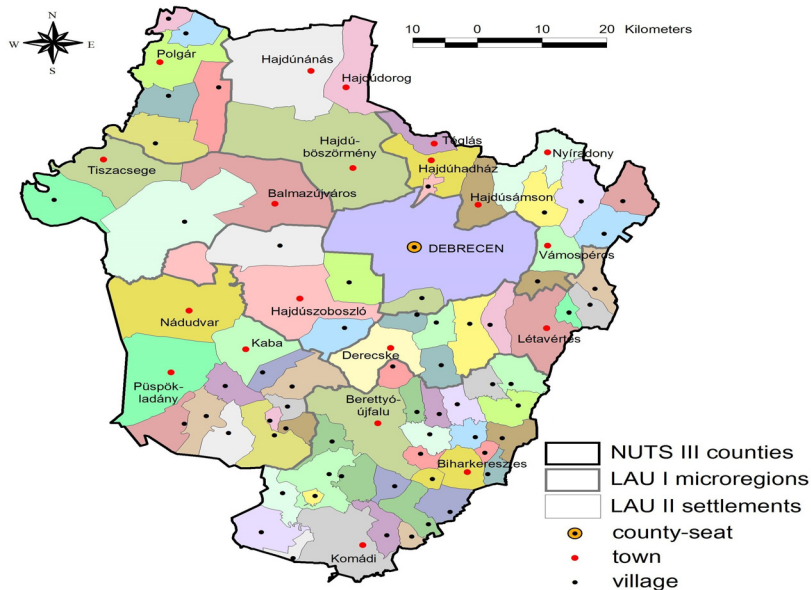 N
W E
S
10 0 10 20 Kilometers
Polgár
Hajdúnánás
Hajdúdorog
Téglás
Hajdú-
böszörmény
Hajdúhadház
Nyíradony
Tiszacsege
Balmazújváros
Hajdúsámson
DEBRECEN
Vámospércs
Hajdúszoboszló
Nádudvar
Létavértes
Kaba
Derecske
Püspök-
ladány
Berettyó-
újfalu
Biharkeresztes
Komádi
NUTS III counties
LAU I microregions
LAU II settlements
county-seat
town
village